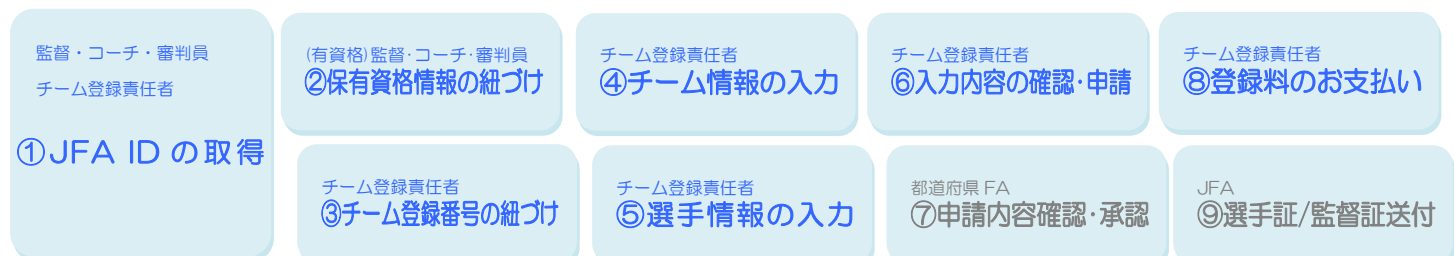 監督・コーチ・審判員
チーム登録責任者
①JFA IDの取得
(有資格)監督・コーチ・審判員
②保有資格情報の紐づけ
チーム登録責任者
③チーム登録番号の紐づけ
チーム登録責任者
④チーム情報の入力
チーム登録責任者
⑤選手情報の入力
チーム登録責任者
⑥入力内容の確認・申請
都道府県FA
⑦申請内容確認・承認
チーム登録責任者
⑧登録料のお支払い
JFA
⑨選手証/監督証送付